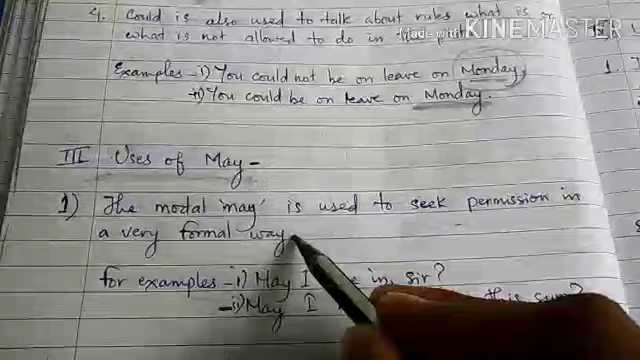 4. Could is also used to talk about rules what is
what is not allowed to do in the
Made with KINEMASTER
Examples - i) You could not be on leave on Monday,
ii) You could be on leave on Monday.
III Uses of May -
1) The modal 'may' is used to seek permission in
a very formal way
for examples - i) May I in sir?
- ii) May I this